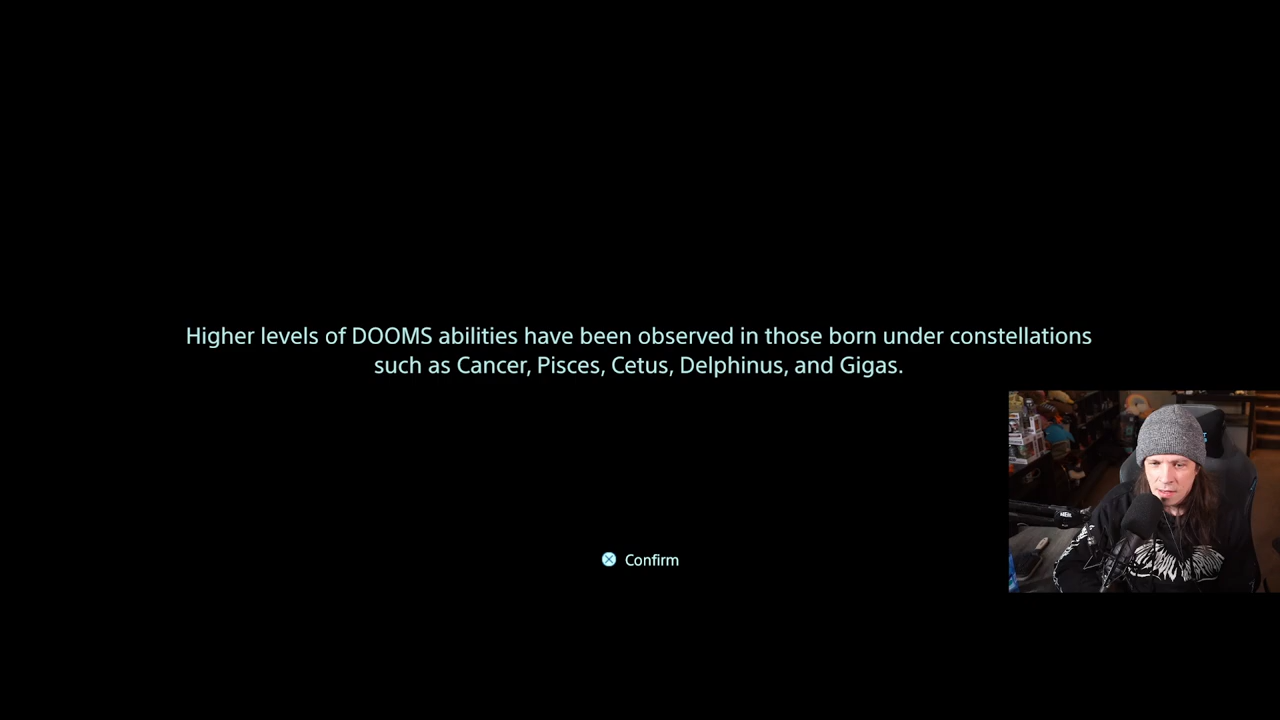 Higher levels of DOOMS abilities have been observed in those born under constellations
such as Cancer, Pisces, Cetus, Delphinus, and Gigas.
Confirm